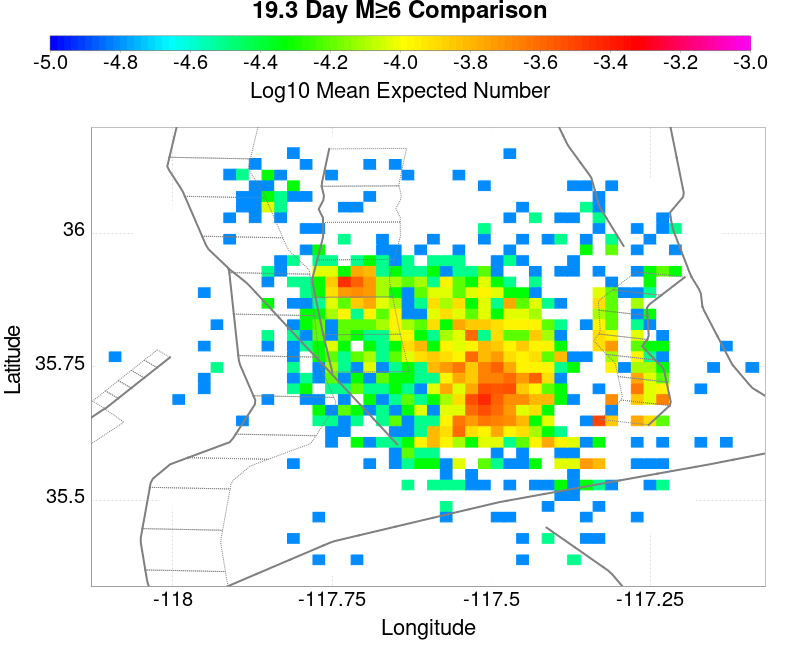 19.3 Day M≥6 Comparison
-5.0 -4.8 -4.6 -4.4 -4.2 -4.0 -3.8 -3.6 -3.4 -3.2 -3.0
Log10 Mean Expected Number
36
35.75
35.5
Latitude
-118 -117.75 -117.5 -117.25
Longitude